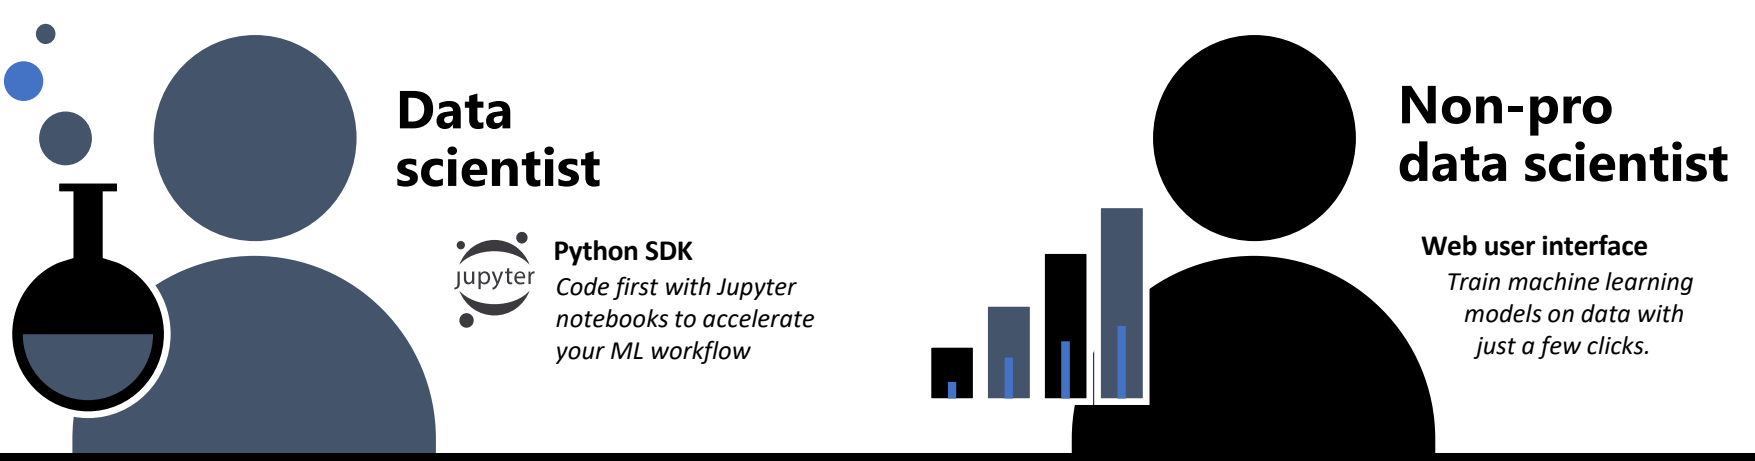 Data
scientist
jupyter
Python SDK
Code first with Jupyter
notebooks to accelerate
your ML workflow
Non-pro
data scientist
Web user interface
Train machine learning
models on data with
just a few clicks.